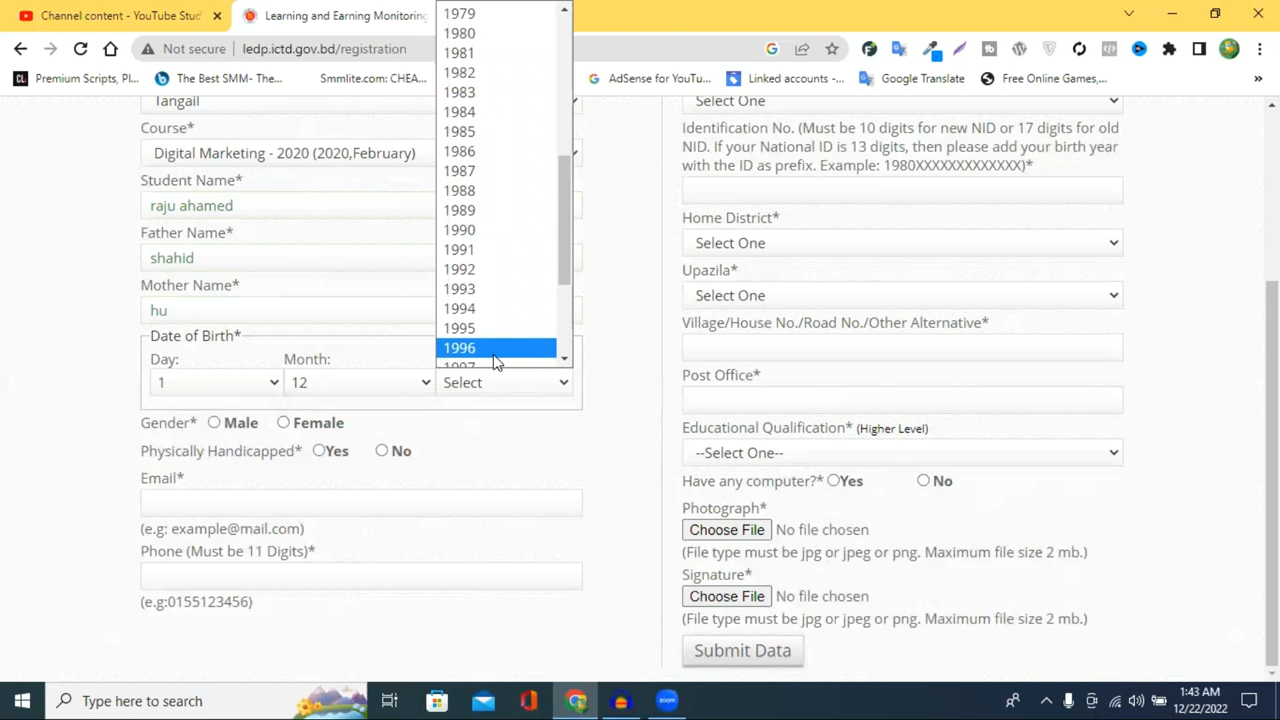 Channel content - YouTube Stud
Learning and Earning Monitoring
Not secure
ledp.ictd.gov.bd/registration
Premium Scripts, Pl...
The Best SMM- The...
Smmlite.com: CHEA...
AdSense for YouTu...
Linked accounts -...
Google Translate
Free Online Games,...
»
Tangail
Course*
Digital Marketing - 2020 (2020,February)
Student Name*
raju ahamed
Father Name*
shahid
Mother Name*
hu
Date of Birth*
Day:
Month:
1
12
Select
1979
1980
1981
1982
1983
1984
1985
1986
1987
1988
1989
1990
1991
1992
1993
1994
1995
1996
1997
Gender*
Male
Female
Physically Handicapped*
Yes
No
Email*
(e.g: example@mail.com)
Phone (Must be 11 Digits)*
(e.g:0155123456)
Select One
Identification No. (Must be 10 digits for new NID or 17 digits for old
NID. If your National ID is 13 digits, then please add your birth year
with the ID as prefix. Example: 1980XXXXXXXXXXXXX)*
Home District*
Select One
Upazila*
Select One
Village/House No./Road No./Other Alternative*
Post Office*
Educational Qualification* (Higher Level)
--Select One--
Have any computer?*
Yes
No
Photograph*
Choose File No file chosen
(File type must be jpg or jpeg or png. Maximum file size 2 mb.)
Signature*
Choose File No file chosen
(File type must be jpg or jpeg or png. Maximum file size 2 mb.)
Submit Data
Type here to search
zoom
1:43 AM
12/22/2022